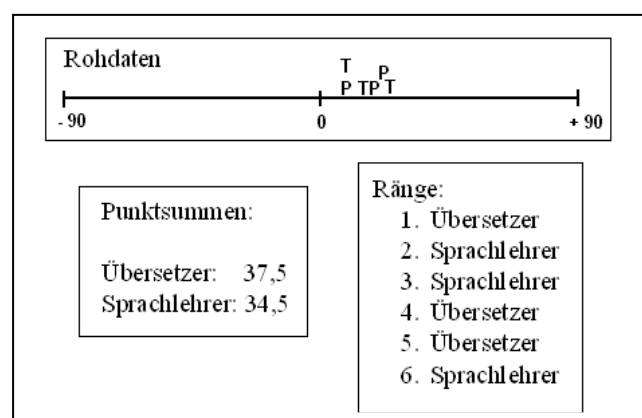 Rohdaten
T P
P TP T
- 90 0 + 90
Punktsummen:
Übersetzer: 37,5
Sprachlehrer: 34,5
Ränge:
1. Übersetzer
2. Sprachlehrer
3. Sprachlehrer
4. Übersetzer
5. Übersetzer
6. Sprachlehrer